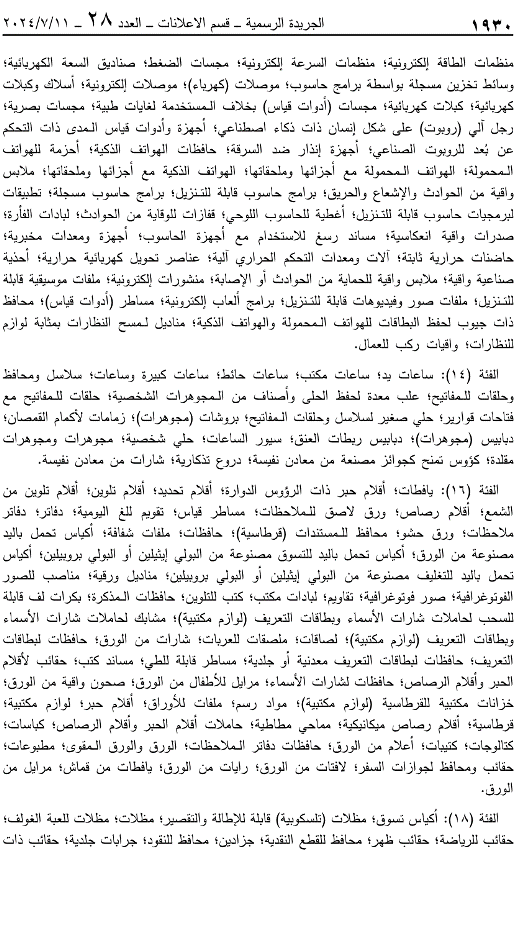 ١٩٣٠ الجريدة الرسمية ــ قسم الاعلانات ــ العدد ٢٨ ــ ٢٠٢٤/٧/١١
منظمات الطاقة إلكترونية؛ منظمات السرعة إلكترونية؛ مجسات الضغط؛ صناديق السعة الكهربائية؛
وسائط تخزين مسجلة بواسطة برامج حاسوب؛ موصلات (كهرباء)؛ موصلات إلكترونية؛ أسلاك وكبلات
كهربائية؛ كبلات كهربائية؛ مجسات (أدوات قياس) بخلاف المستخدمة لغايات طبية؛ مجسات بصرية؛
رجل آلي (روبوت) على شكل إنسان ذات ذكاء اصطناعي؛ أجهزة وأدوات قياس المدى ذات التحكم
عن بُعد للروبوت الصناعي؛ أجهزة إنذار ضد السرقة؛ حافظات الهواتف الذكية؛ أحزمة للهواتف
المحمولة؛ الهواتف المحمولة مع أجزائها وملحقاتها؛ الهواتف الذكية مع أجزائها وملحقاتها؛ ملابس
واقية من الحوادث والإشعاع والحريق؛ برامج حاسوب قابلة للتنزيل؛ برامج حاسوب مسجلة؛ تطبيقات
لبرمجيات حاسوب قابلة للتنزيل؛ أغطية للحاسوب اللوحي؛ قفازات للوقاية من الحوادث؛ لبادات الفأرة؛
صدرات واقية انعكاسية؛ مساند رسغ للاستخدام مع أجهزة الحاسوب؛ أجهزة ومعدات مخبرية؛
حاضنات حرارية ثابتة؛ آلات ومعدات التحكم الحراري آلية؛ عناصر تحويل كهربائية حرارية؛ أحذية
صناعية واقية؛ ملابس واقية للحماية من الحوادث أو الإصابة؛ منشورات إلكترونية؛ ملفات موسيقية قابلة
للتنزيل؛ ملفات صور وفيديوهات قابلة للتنزيل؛ برامج ألعاب إلكترونية؛ مساطر (أدوات قياس)؛ محافظ
ذات جيوب لحفظ البطاقات للهواتف المحمولة والهواتف الذكية؛ مناديل لمسح النظارات بمثابة لوازم
للنظارات؛ واقيات ركب للعمال.
الفئة (١٤): ساعات يد؛ ساعات مكتب؛ ساعات حائط؛ ساعات كبيرة وساعات؛ سلاسل ومحافظ
وحلقات للمفاتيح؛ علب معدة لحفظ الحلى وأصناف من المجوهرات الشخصية؛ حلقات للمفاتيح مع
فتاحات قوارير؛ حلي صغير لسلاسل وحلقات المفاتيح؛ بروشات (مجوهرات)؛ زمامات لأكمام القمصان؛
دبابيس (مجوهرات)؛ دبابيس ربطات العنق؛ سيور الساعات؛ حلي شخصية؛ مجوهرات ومجوهرات
مقلدة؛ كؤوس تمنح كجوائز مصنعة من معادن نفيسة؛ دروع تذكارية؛ شارات من معادن نفيسة.
الفئة (١٦): يافطات؛ أقلام حبر ذات الرؤوس الدوارة؛ أقلام تحديد؛ أقلام تلوين؛ أقلام تلوين من
الشمع؛ أقلام رصاص؛ ورق لاصق للملاحظات؛ مساطر قياس؛ تقويم للغ اليومية؛ دفاتر؛ دفاتر
ملاحظات؛ ورق حشو؛ محافظ للمستندات (قرطاسية)؛ حافظات؛ ملفات شفافة؛ أكياس تحمل باليد
مصنوعة من الورق؛ أكياس تحمل باليد للتسوق مصنوعة من البولي إيثيلين أو البولي بروبيلين؛ أكياس
تحمل باليد للتغليف مصنوعة من البولي إيثيلين أو البولي بروبيلين؛ مناديل ورقية؛ مناصب للصور
الفوتوغرافية؛ صور فوتوغرافية؛ تقاويم؛ لبادات مكتب؛ كتب للتلوين؛ حافظات المذكرة؛ بكرات لف قابلة
للسحب لحاملات شارات الأسماء وبطاقات التعريف (لوازم مكتبية)؛ مشابك لحاملات شارات الأسماء
وبطاقات التعريف (لوازم مكتبية)؛ لصاقات؛ ملصقات للعربات؛ شارات من الورق؛ حافظات لبطاقات
التعريف؛ حافظات لبطاقات التعريف معدنية أو جلدية؛ مساطر قابلة للطي؛ مساند كتب؛ حقائب لأقلام
الحبر وأقلام الرصاص؛ حافظات لشارات الأسماء؛ مرايل للأطفال من الورق؛ صحون واقية من الورق؛
خزانات مكتبية للقرطاسية (لوازم مكتبية)؛ مواد رسم؛ ملفات للأوراق؛ أقلام حبر؛ لوازم مكتبية؛
قرطاسية؛ أقلام رصاص ميكانيكية؛ مماحي مطاطية؛ حاملات أقلام الحبر وأقلام الرصاص؛ كباسات؛
كتالوجات؛ كتيبات؛ أعلام من الورق؛ حافظات دفاتر الملاحظات؛ الورق والورق المقوى؛ مطبوعات؛
حقائب ومحافظ لجوازات السفر؛ لافتات من الورق؛ رايات من الورق؛ يافطات من قماش؛ مرايل من
الورق.
الفئة (١٨): أكياس تسوق؛ مظلات (تلسكوبية) قابلة للإطالة والتقصير؛ مظلات؛ مظلات للعبة الغولف؛
حقائب للرياضة؛ حقائب ظهر؛ محافظ للقطع النقدية؛ جزادين؛ محافظ للنقود؛ جرابات جلدية؛ حقائب ذات